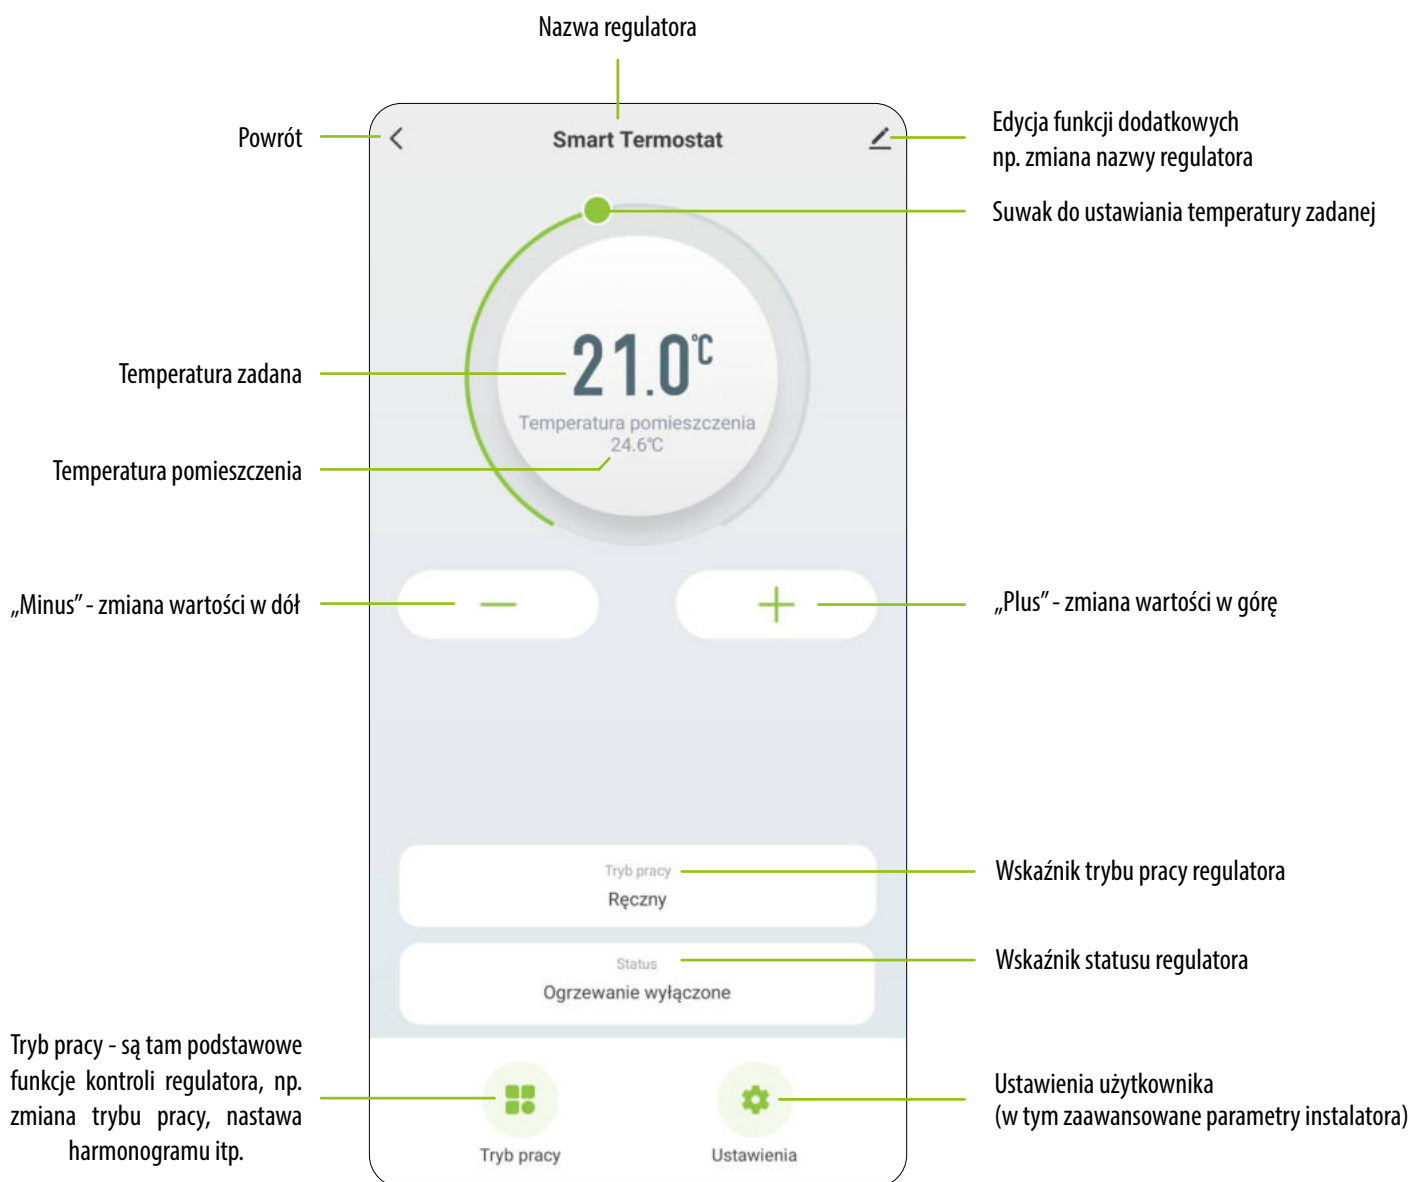 Nazwa regulatora
Powrót
Smart Termostat
Edycja funkcji dodatkowych
np. zmiana nazwy regulatora
Suwak do ustawiania temperatury zadanej
Temperatura zadana
21.0°C
Temperatura pomieszczenia
24.6°C
Temperatura pomieszczenia
„Minus” - zmiana wartości w dół
„Plus” - zmiana wartości w górę
Tryb pracy
Ręczny
Wskaźnik trybu pracy regulatora
Status
Ogrzewanie wyłączone
Wskaźnik statusu regulatora
Tryb pracy - są tam podstawowe
funkcje kontroli regulatora, np.
zmiana trybu pracy, nastawa
harmonogramu itp.
Tryb pracy
Ustawienia
Ustawienia użytkownika
(w tym zaawansowane parametry instalatora)